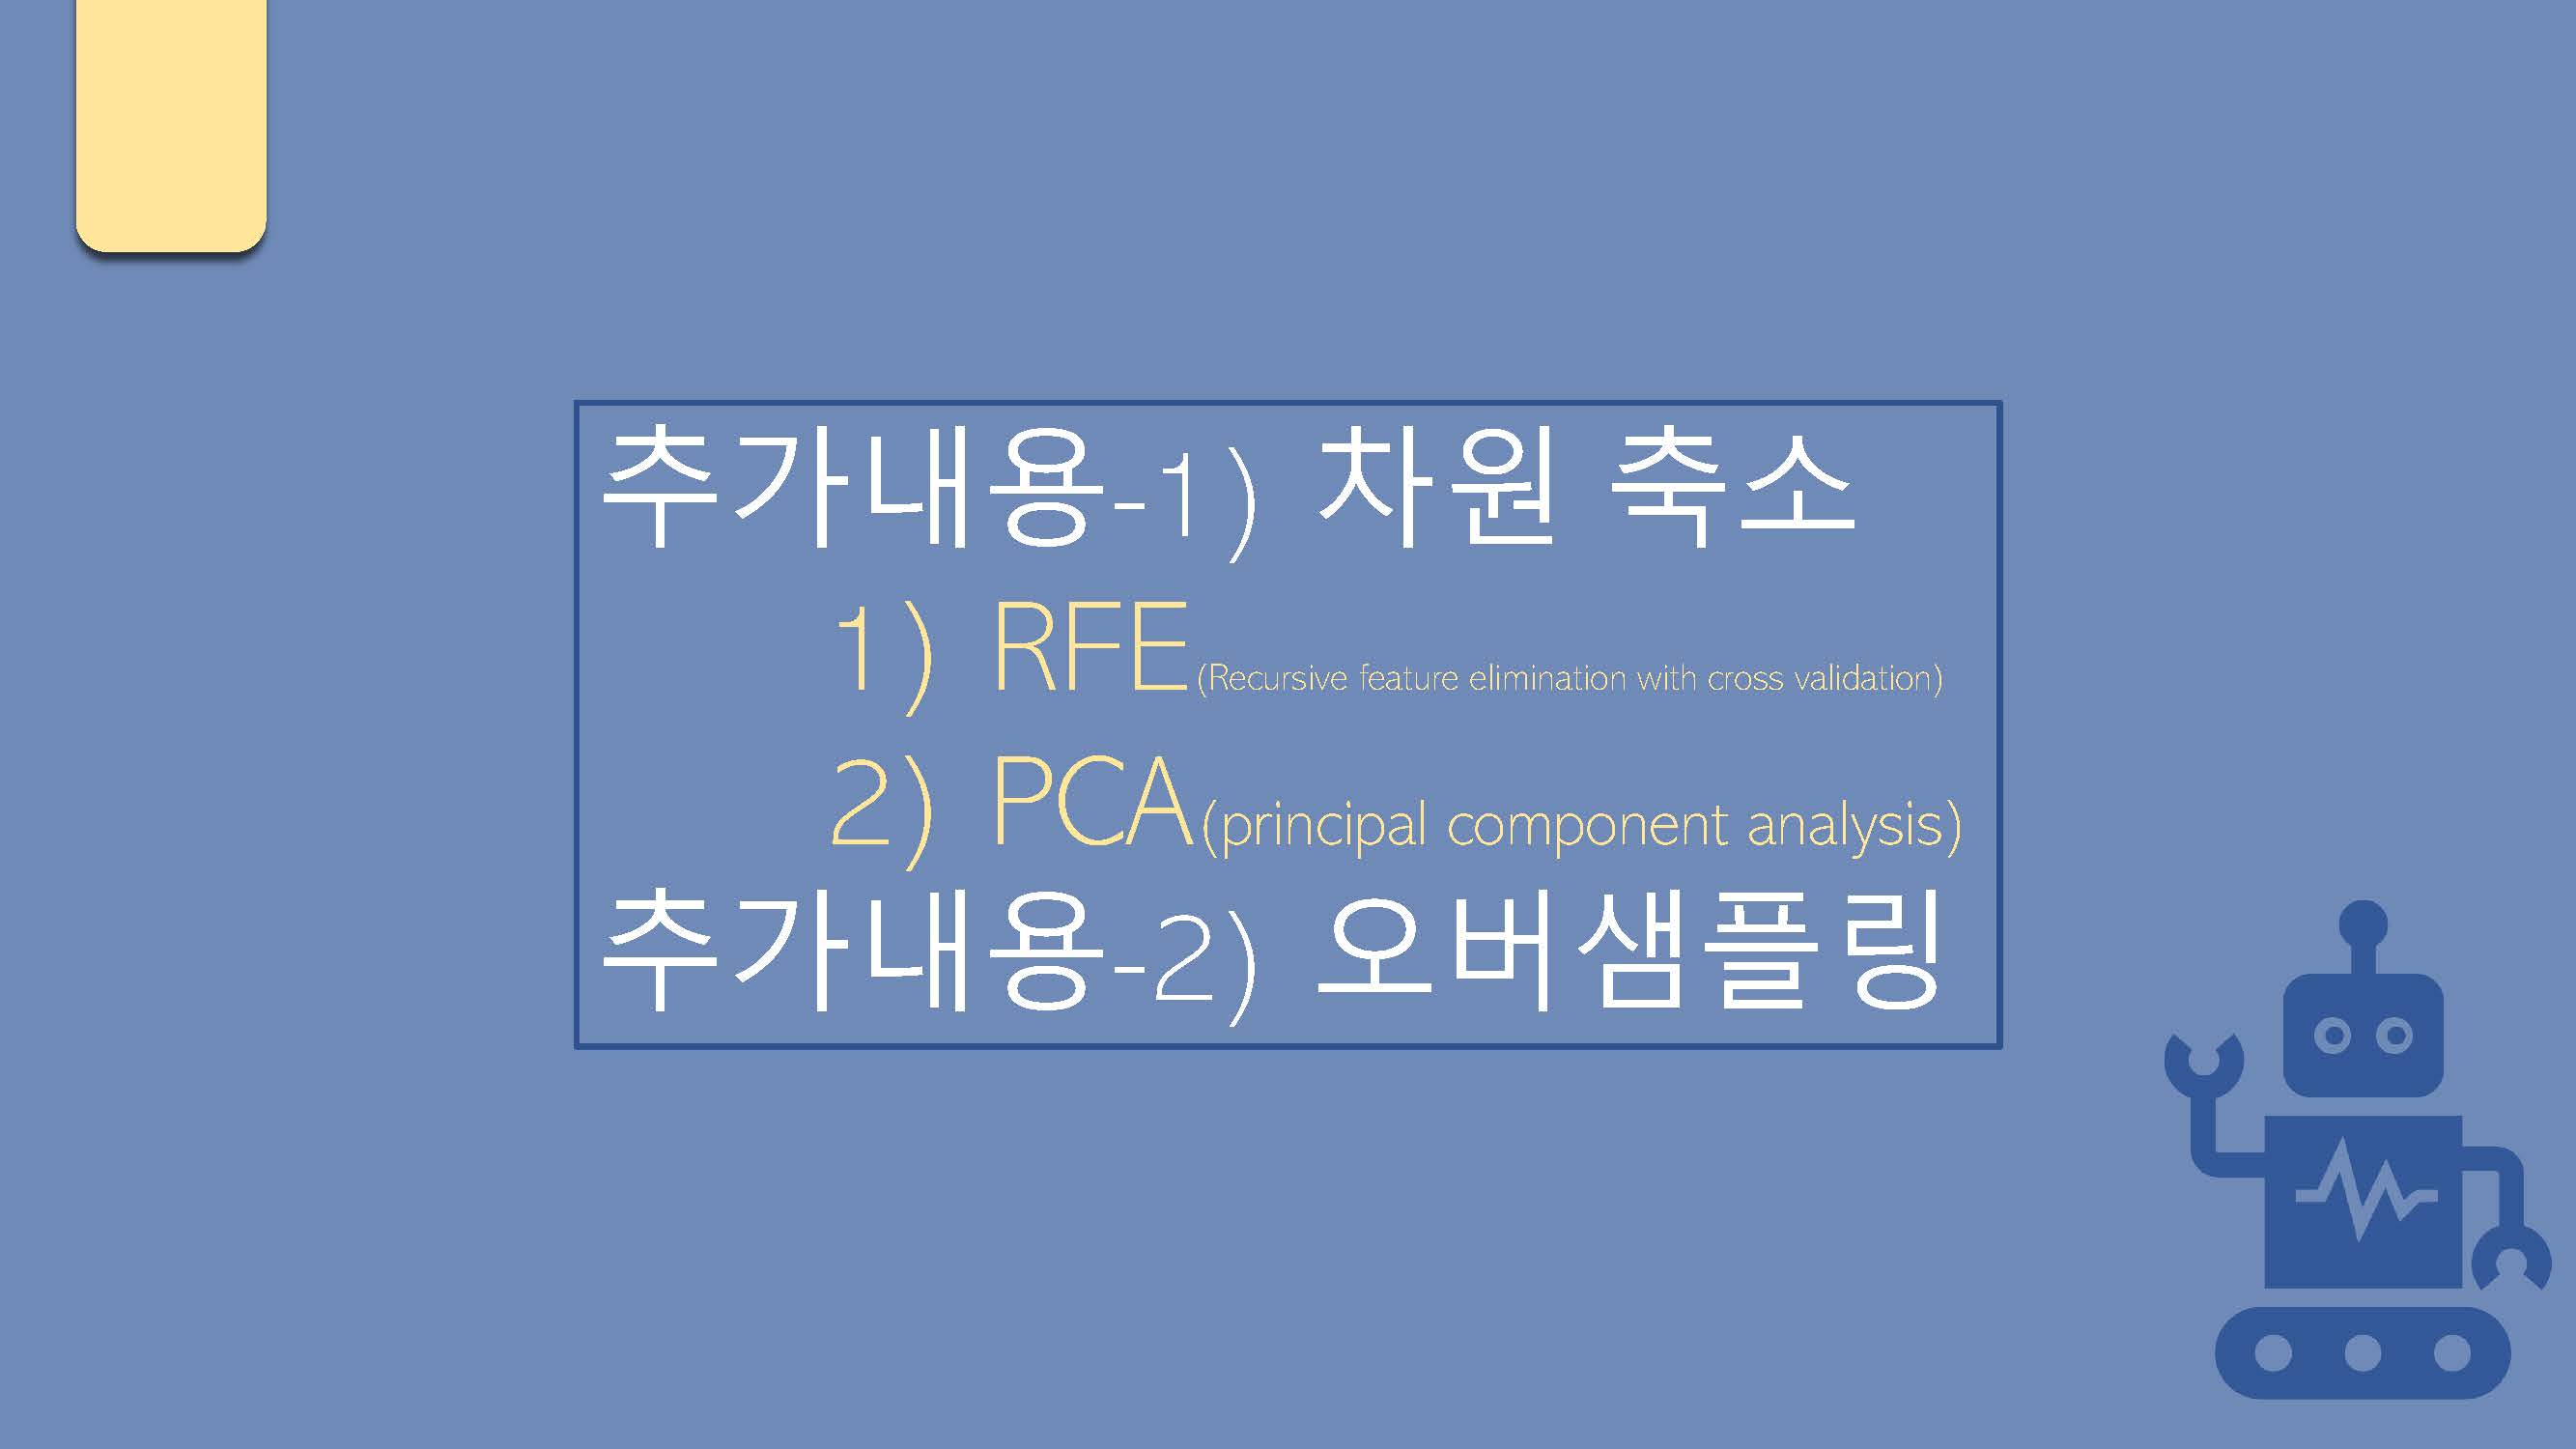 추가내용-1) 차원 축소
1) RFE(Recursive feature elimination with cross validation)
2) PCA(principal component analysis)
추가내용-2) 오버샘플링